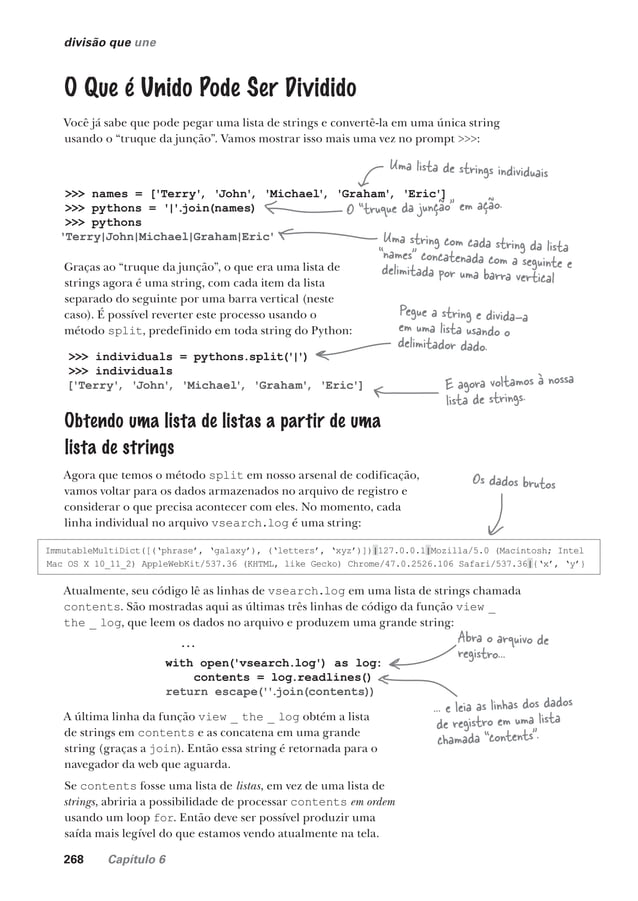 divisão que une
O Que é Unido Pode Ser Dividido
Você já sabe que pode pegar uma lista de strings e convertê-la em uma única string
usando o “truque da junção”. Vamos mostrar isso mais uma vez no prompt >>>:
Uma lista de strings individuais
>>> names = ['Terry', 'John', 'Michael', 'Graham', 'Eric']
>>> pythons = '|'.join(names)
O “truque da junção” em ação.
>>> pythons
'Terry|John|Michael|Graham|Eric'
Uma string com cada string da lista
“names” concatenada com a seguinte e
delimitada por uma barra vertical
Graças ao “truque da junção”, o que era uma lista de
strings agora é uma string, com cada item da lista
separado do seguinte por uma barra vertical (neste
caso). É possível reverter este processo usando o
método split, predefinido em toda string do Python:
Pegue a string e divida-a
em uma lista usando o
delimitador dado.
>>> individuals = pythons.split('|')
>>> individuals
['Terry', 'John', 'Michael', 'Graham', 'Eric']
E agora voltamos à nossa
lista de strings.
Obtendo uma lista de listas a partir de uma
lista de strings
Agora que temos o método split em nosso arsenal de codificação,
vamos voltar para os dados armazenados no arquivo de registro e
considerar o que precisa acontecer com eles. No momento, cada
linha individual no arquivo vsearch.log é uma string:
Os dados brutos
ImmutableMultiDict([(‘phrase’, ‘galaxy’), (‘letters’, ‘xyz’)])|127.0.0.1|Mozilla/5.0 (Macintosh; Intel
Mac OS X 10_11_2) AppleWebKit/537.36 (KHTML, like Gecko) Chrome/47.0.2526.106 Safari/537.36|{‘x’, ‘y’}
Atualmente, seu código lê as linhas de vsearch.log em uma lista de strings chamada
contents. São mostradas aqui as últimas três linhas de código da função view _
the _ log, que leem os dados no arquivo e produzem uma grande string:
Abra o arquivo de
registro...
...
with open('vsearch.log') as log:
contents = log.readlines()
return escape(''.join(contents))
... e leia as linhas dos dados
de registro em uma lista
chamada “contents”.
A última linha da função view _ the _ log obtém a lista
de strings em contents e as concatena em uma grande
string (graças a join). Então essa string é retornada para o
navegador da web que aguarda.
Se contents fosse uma lista de listas, em vez de uma lista de
strings, abriria a possibilidade de processar contents em ordem
usando um loop for. Então deve ser possível produzir uma
saída mais legível do que estamos vendo atualmente na tela.
268 Capítulo 6